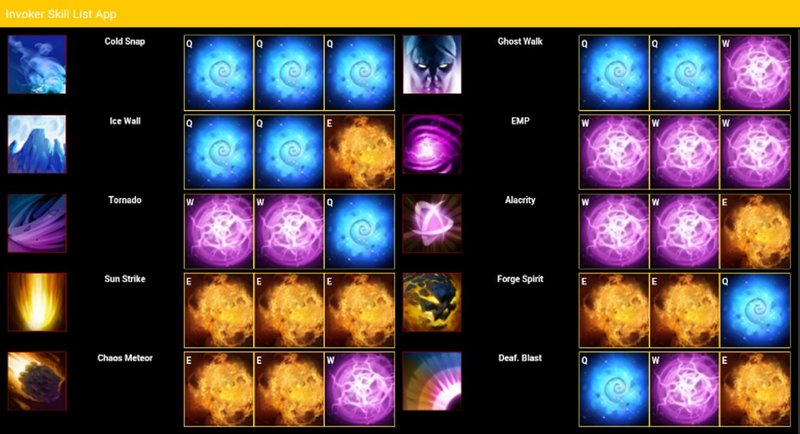 Invoker Skill List App
Cold Snap Q Q Q Ghost Walk Q Q W
Ice Wall Q Q E EMP W W W
Tornado W W Q Alacrity W W E
Sun Strike E E E Forge Spirit E E Q
Chaos Meteor E E W Deaf. Blast Q W E